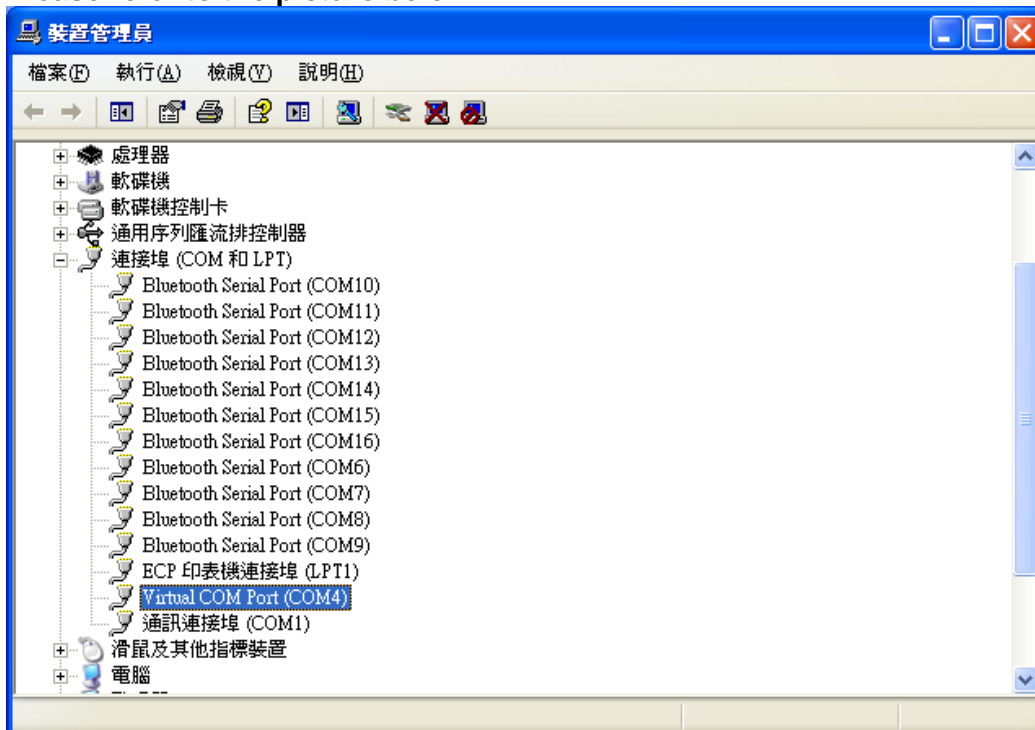 裝置管理員
檔案(F) 執行(A) 檢視(V) 說明(H)
處理器
軟碟機
軟碟機控制卡
通用序列匯流排控制器
連接埠 (COM 和 LPT)
Bluetooth Serial Port (COM10)
Bluetooth Serial Port (COM11)
Bluetooth Serial Port (COM12)
Bluetooth Serial Port (COM13)
Bluetooth Serial Port (COM14)
Bluetooth Serial Port (COM15)
Bluetooth Serial Port (COM16)
Bluetooth Serial Port (COM6)
Bluetooth Serial Port (COM7)
Bluetooth Serial Port (COM8)
Bluetooth Serial Port (COM9)
ECP 印表機連接埠 (LPT1)
Virtual COM Port (COM4)
通訊連接埠 (COM1)
滑鼠及其他指標裝置
電腦